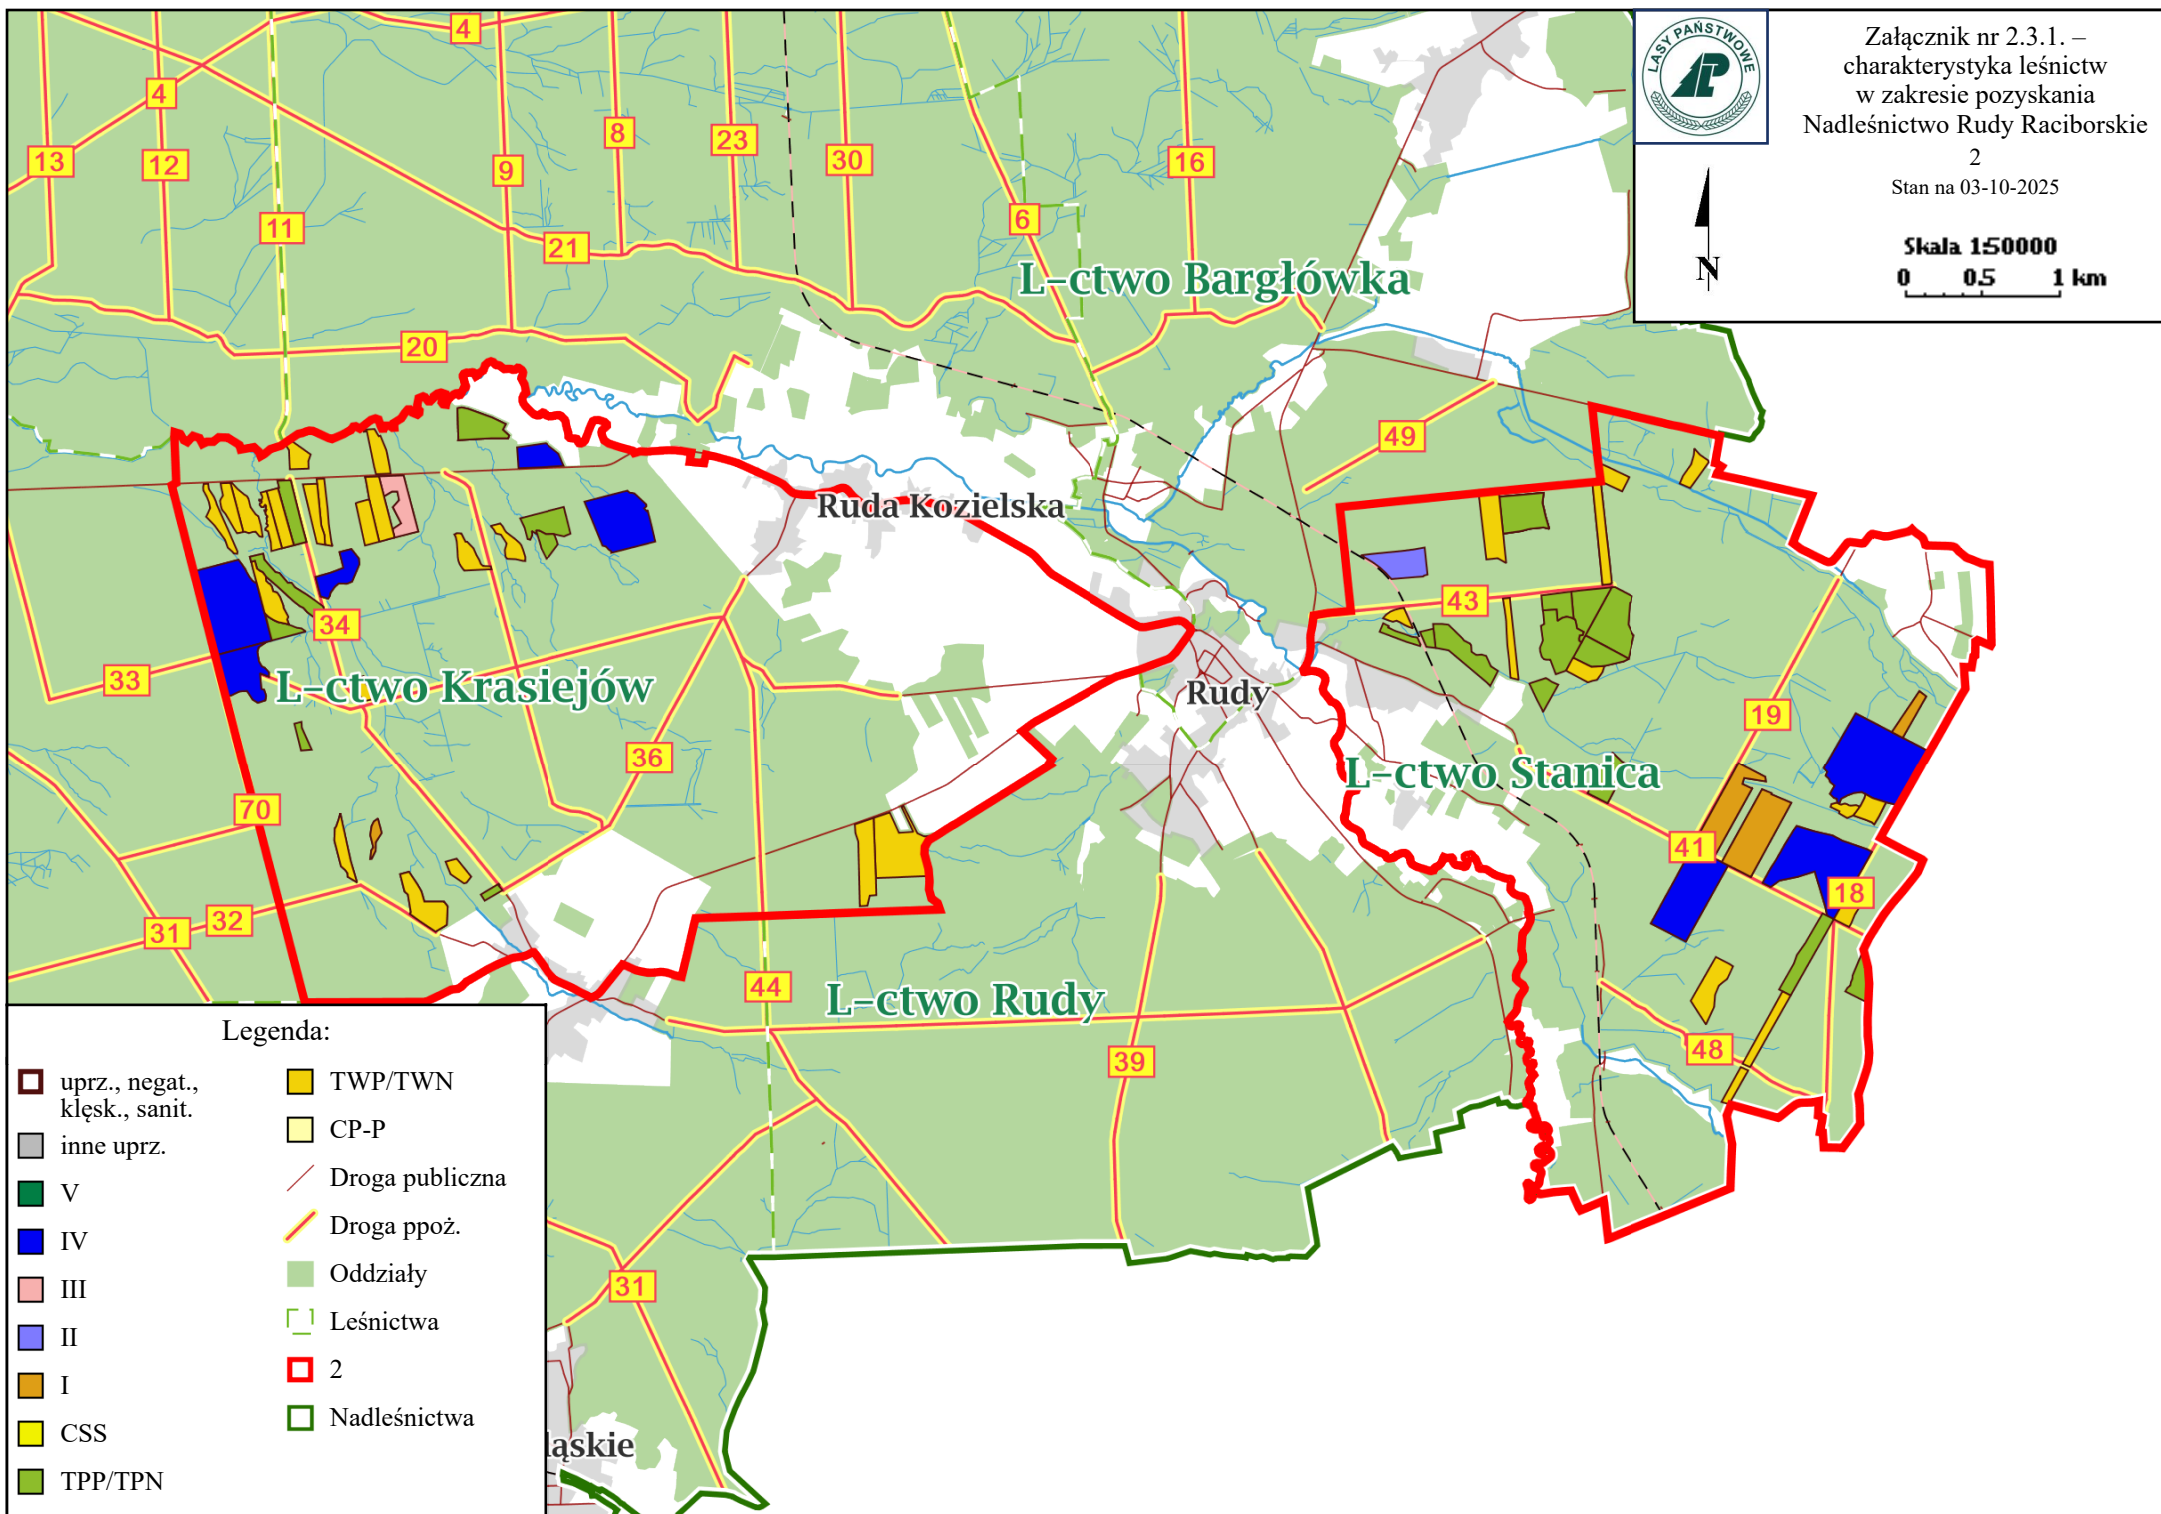 LASY PAŃSTWOWE
Załącznik nr 2.3.1. –
charakterystyka leśnictw
w zakresie pozyskania
Nadleśnictwo Rudy Raciborskie
2
Stan na 03-10-2025
N
Skala 1:50000
0 0.5 1 km
4
4
13
12
8
23
30
9
16
11
6
21
L-ctwo Bargłówka
20
49
Ruda Kozielska
34
43
33
L-ctwo Krasiejów
Rudy
19
36
L-ctwo Stanica
70
41
18
31
32
44
L-ctwo Rudy
39
48
31
ląskie
Legenda:
uprz., negat.,
klęsk., sanit.
inne uprz.
V
IV
III
II
I
CSS
TPP/TPN
TWP/TWN
CP-P
Droga publiczna
Droga ppoż.
Oddziały
Leśnictwa
2
Nadleśnictwa